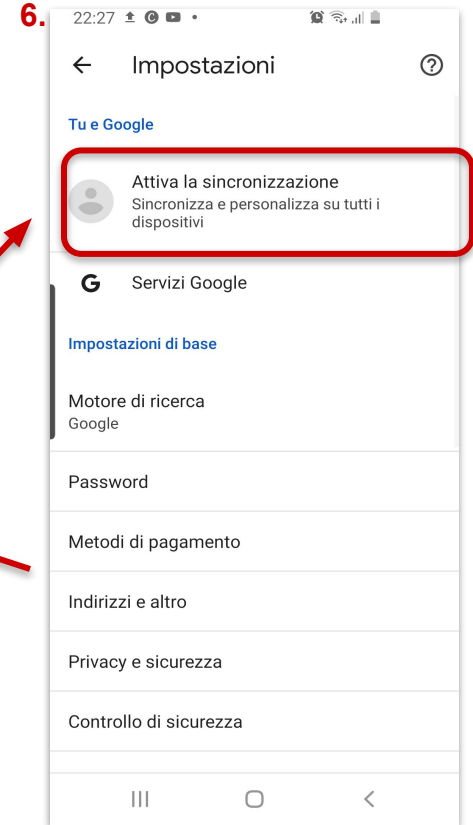 6.
22:27
Impostazioni
Tu e Google
Attiva la sincronizzazione
Sincronizza e personalizza su tutti i
dispositivi
G Servizi Google
Impostazioni di base
Motore di ricerca
Google
Password
Metodi di pagamento
Indirizzi e altro
Privacy e sicurezza
Controllo di sicurezza